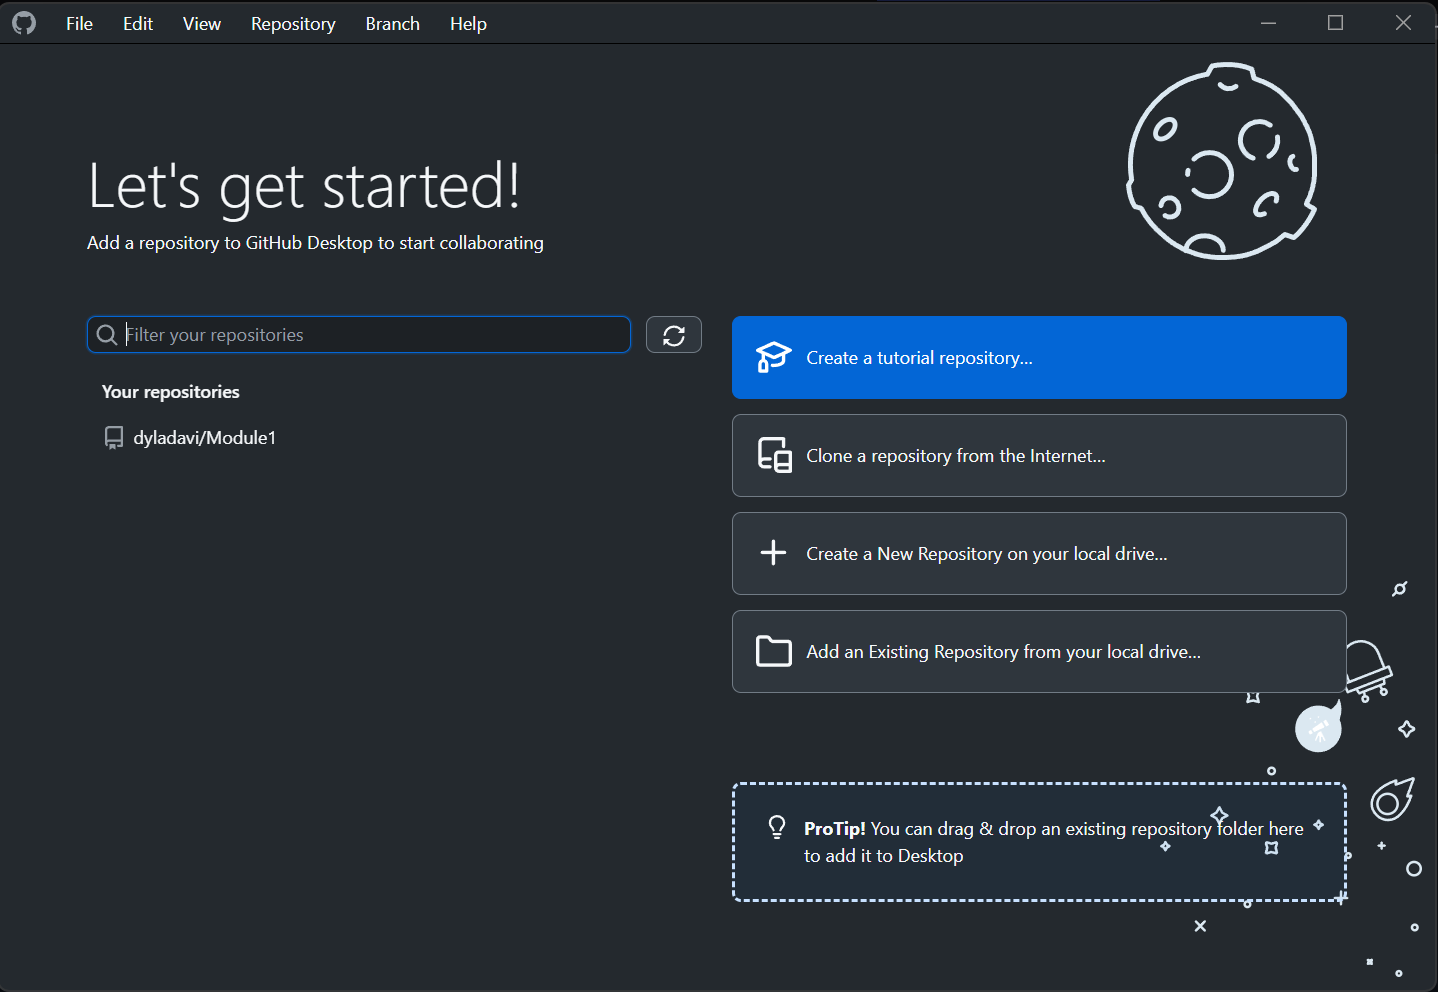 File Edit View Repository Branch Help
Let's get started!
Add a repository to GitHub Desktop to start collaborating
Filter your repositories
Your repositories
dyladavi/Module1
Create a tutorial repository...
Clone a repository from the Internet...
Create a New Repository on your local drive...
Add an Existing Repository from your local drive...
ProTip! You can drag & drop an existing repository folder here
to add it to Desktop